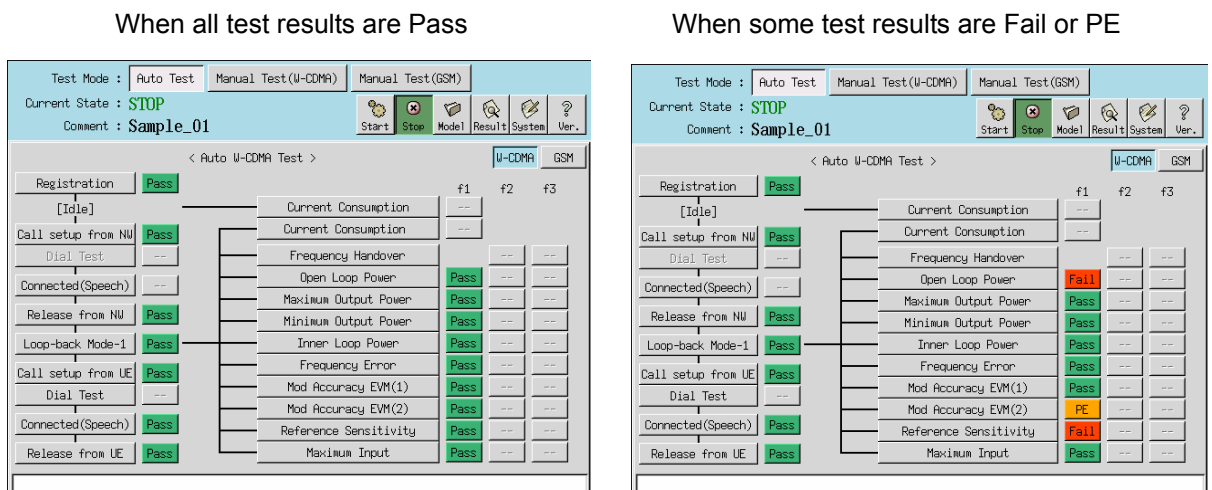 When all test results are Pass
Test Mode : Auto Test Manual Test(W-CDMA) Manual Test(GSM)
Current State : STOP
Comment : Sample_01
Start Stop Model Result System Ver.
< Auto W-CDMA Test > W-CDMA GSM
Registration Pass f1 f2 f3
[Idle] Current Consumption --
Call setup from NW Pass Current Consumption --
Dial Test -- Frequency Handover -- --
Connected(Speech) -- Open Loop Power Pass -- --
Maximum Output Power Pass -- --
Release from NW Pass Minimum Output Power Pass -- --
Loop-back Mode-1 Pass Inner Loop Power Pass -- --
Call setup from UE Pass Frequency Error Pass -- --
Dial Test -- Mod Accuracy EVM(1) Pass -- --
Mod Accuracy EVM(2) Pass -- --
Connected(Speech) Pass Reference Sensitivity Pass -- --
Release from UE Pass Maximum Input Pass -- --
When some test results are Fail or PE
Test Mode : Auto Test Manual Test(W-CDMA) Manual Test(GSM)
Current State : STOP
Comment : Sample_01
Start Stop Model Result System Ver.
< Auto W-CDMA Test > W-CDMA GSM
Registration Pass f1 f2 f3
[Idle] Current Consumption --
Call setup from NW Pass Current Consumption --
Dial Test -- Frequency Handover -- --
Connected(Speech) -- Open Loop Power Fail -- --
Maximum Output Power Pass -- --
Release from NW Pass Minimum Output Power Pass -- --
Loop-back Mode-1 Pass Inner Loop Power Pass -- --
Call setup from UE Pass Frequency Error Pass -- --
Dial Test -- Mod Accuracy EVM(1) Pass -- --
Mod Accuracy EVM(2) PE -- --
Connected(Speech) Pass Reference Sensitivity Fail -- --
Release from UE Pass Maximum Input Pass -- --